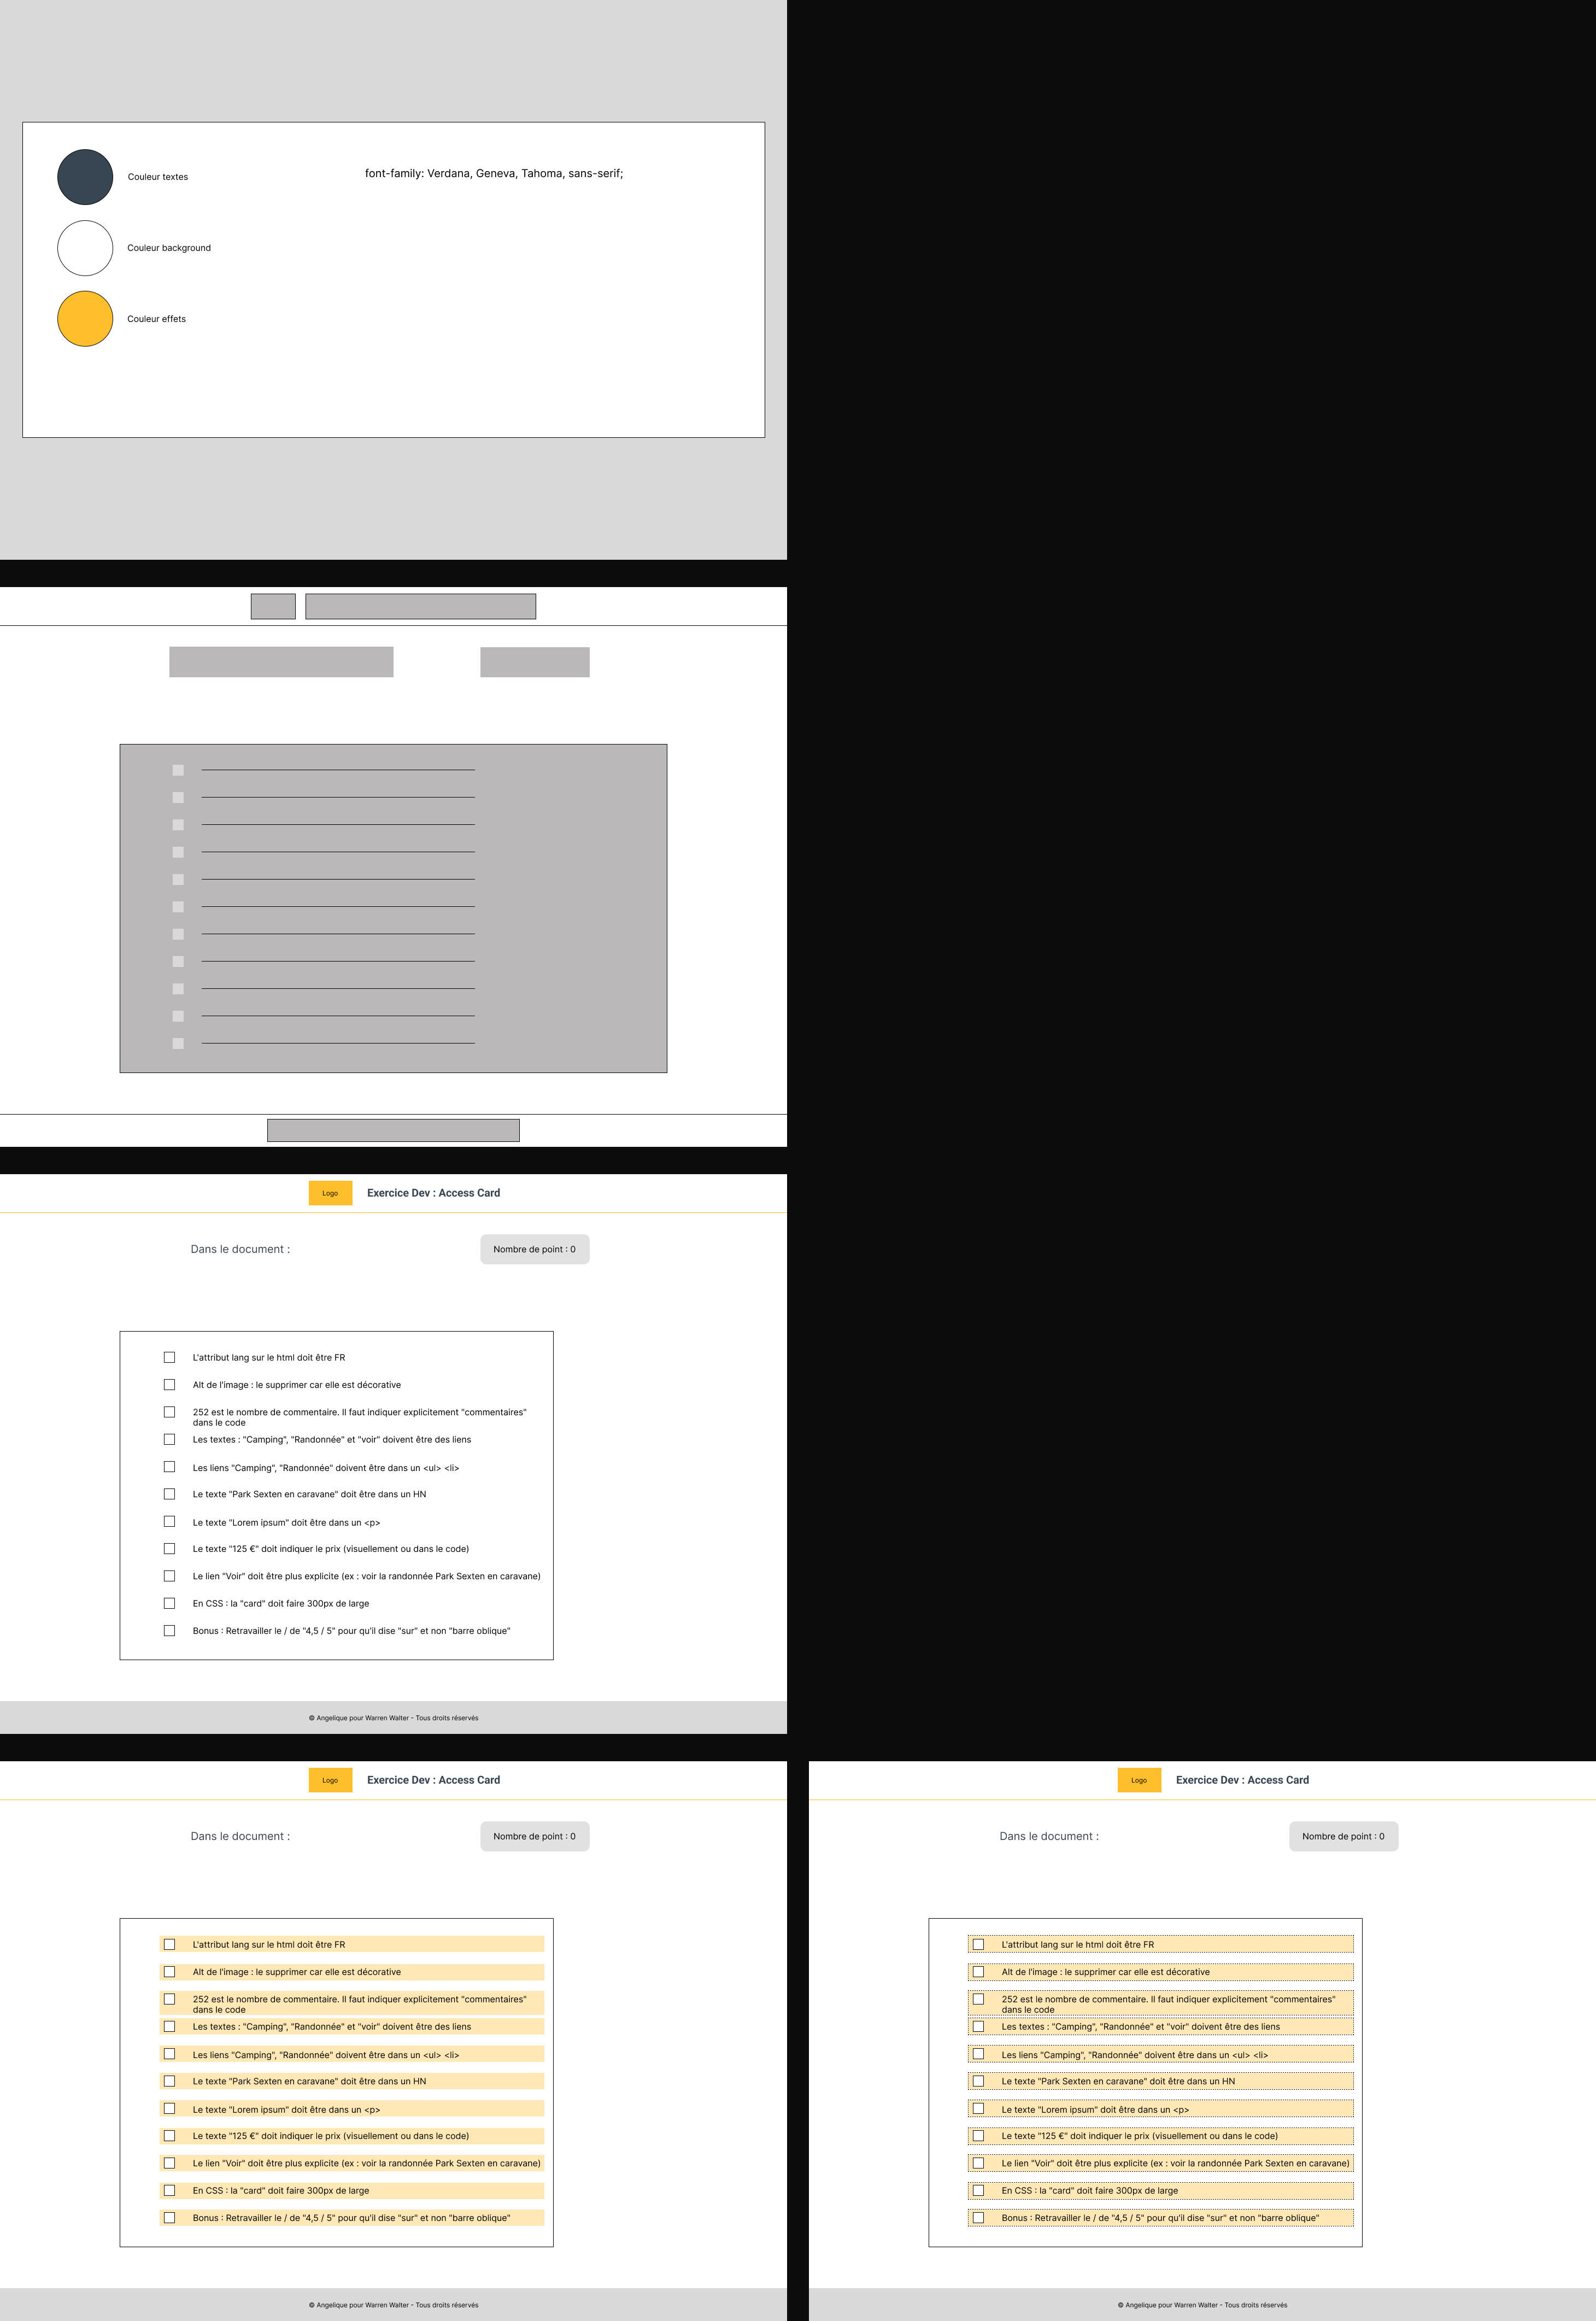 Couleur textes
font-family: Verdana, Geneva, Tahoma, sans-serif;
Couleur background
Couleur effets
Logo
Exercice Dev : Access Card
Dans le document :
Nombre de point : 0
L'attribut lang sur le html doit être FR
Alt de l'image : le supprimer car elle est décorative
252 est le nombre de commentaire. Il faut indiquer explicitement "commentaires"
dans le code
Les textes : "Camping", "Randonnée" et "voir" doivent être des liens
Les liens "Camping", "Randonnée" doivent être dans un <ul> <li>
Le texte "Park Sexten en caravane" doit être dans un HN
Le texte "Lorem ipsum" doit être dans un <p>
Le texte "125 €" doit indiquer le prix (visuellement ou dans le code)
Le lien "Voir" doit être plus explicite (ex : voir la randonnée Park Sexten en caravane)
En CSS : la "card" doit faire 300px de large
Bonus : Retravailler le / de "4,5 / 5" pour qu'il dise "sur" et non "barre oblique"
© Angelique pour Warren Walter - Tous droits réservés
Logo
Exercice Dev : Access Card
Dans le document :
Nombre de point : 0
L'attribut lang sur le html doit être FR
Alt de l'image : le supprimer car elle est décorative
252 est le nombre de commentaire. Il faut indiquer explicitement "commentaires"
dans le code
Les textes : "Camping", "Randonnée" et "voir" doivent être des liens
Les liens "Camping", "Randonnée" doivent être dans un <ul> <li>
Le texte "Park Sexten en caravane" doit être dans un HN
Le texte "Lorem ipsum" doit être dans un <p>
Le texte "125 €" doit indiquer le prix (visuellement ou dans le code)
Le lien "Voir" doit être plus explicite (ex : voir la randonnée Park Sexten en caravane)
En CSS : la "card" doit faire 300px de large
Bonus : Retravailler le / de "4,5 / 5" pour qu'il dise "sur" et non "barre oblique"
© Angelique pour Warren Walter - Tous droits réservés
Logo
Exercice Dev : Access Card
Dans le document :
Nombre de point : 0
L'attribut lang sur le html doit être FR
Alt de l'image : le supprimer car elle est décorative
252 est le nombre de commentaire. Il faut indiquer explicitement "commentaires"
dans le code
Les textes : "Camping", "Randonnée" et "voir" doivent être des liens
Les liens "Camping", "Randonnée" doivent être dans un <ul> <li>
Le texte "Park Sexten en caravane" doit être dans un HN
Le texte "Lorem ipsum" doit être dans un <p>
Le texte "125 €" doit indiquer le prix (visuellement ou dans le code)
Le lien "Voir" doit être plus explicite (ex : voir la randonnée Park Sexten en caravane)
En CSS : la "card" doit faire 300px de large
Bonus : Retravailler le / de "4,5 / 5" pour qu'il dise "sur" et non "barre oblique"
© Angelique pour Warren Walter - Tous droits réservés